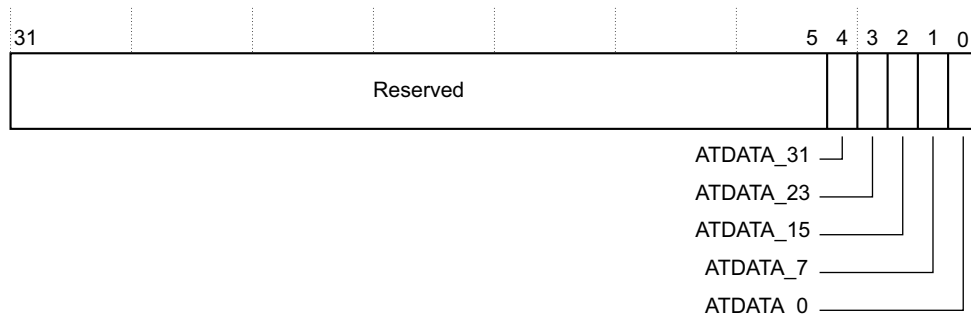 31 5 4 3 2 1 0
Reserved
ATDATA_31
ATDATA_23
ATDATA_15
ATDATA_7
ATDATA_0